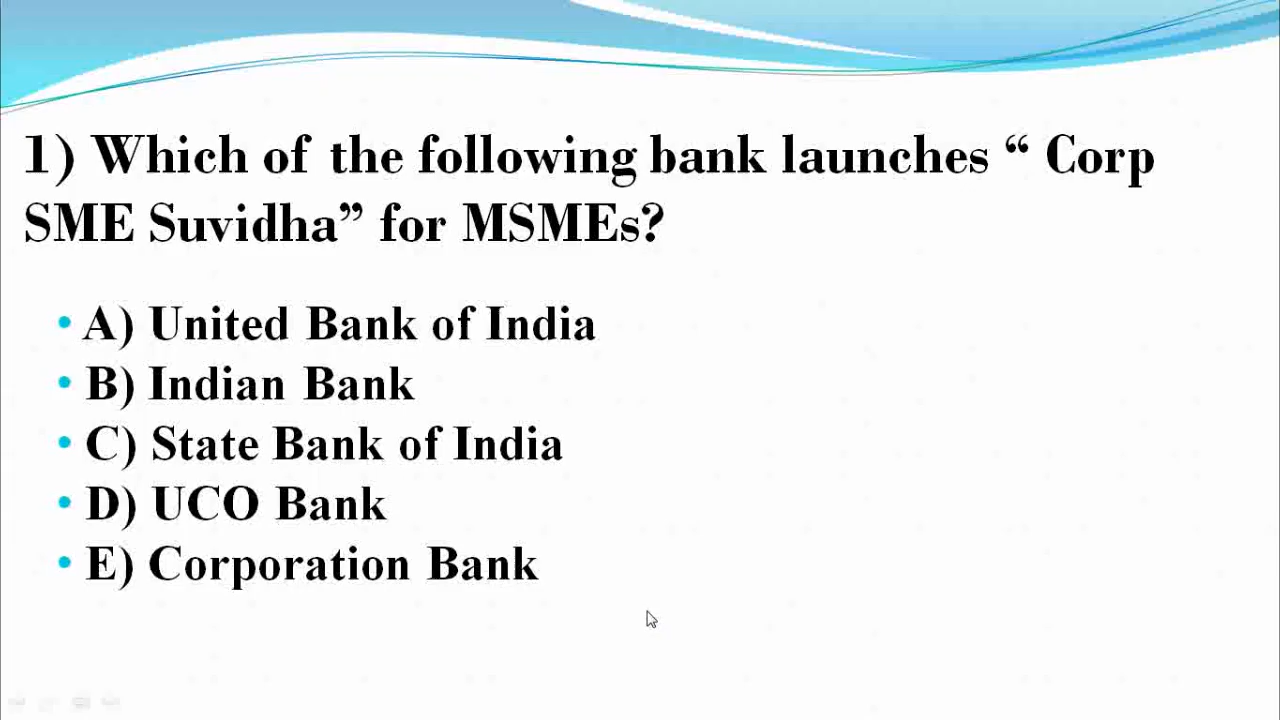 1) Which of the following bank launches “ Corp
SME Suvidha” for MSMEs?
• A) United Bank of India
• B) Indian Bank
• C) State Bank of India
• D) UCO Bank
• E) Corporation Bank